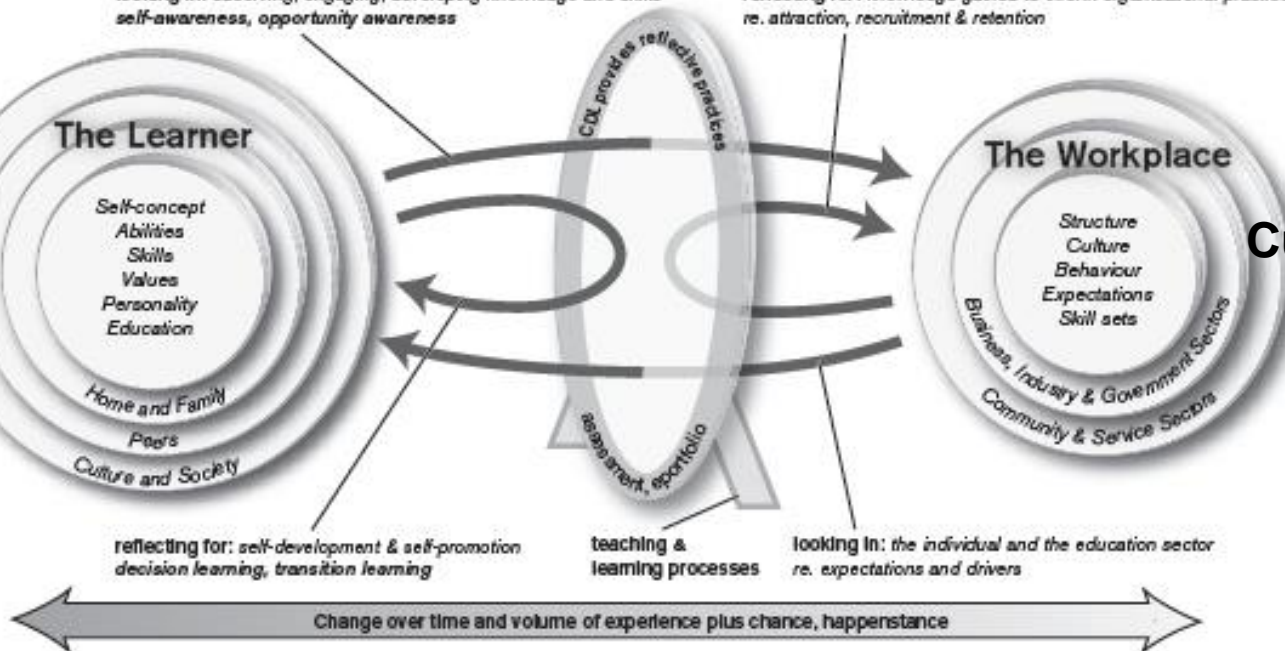 self-awareness, opportunity awareness
re. attraction, recruitment & retention
CDL provides reflective practices
The Learner
Self-concept
Abilities
Skills
Values
Personality
Education
Home and Family
Peers
Culture and Society
The Workplace
Structure
Culture
Behaviour
Expectations
Skill sets
Business, Industry & Government Sectors
Community & Service Sectors
assessment, eportfolio
reflecting for: self-development & self-promotion
decision learning, transition learning
teaching &
learning processes
looking in: the individual and the education sector
re. expectations and drivers
Change over time and volume of experience plus chance, happenstance